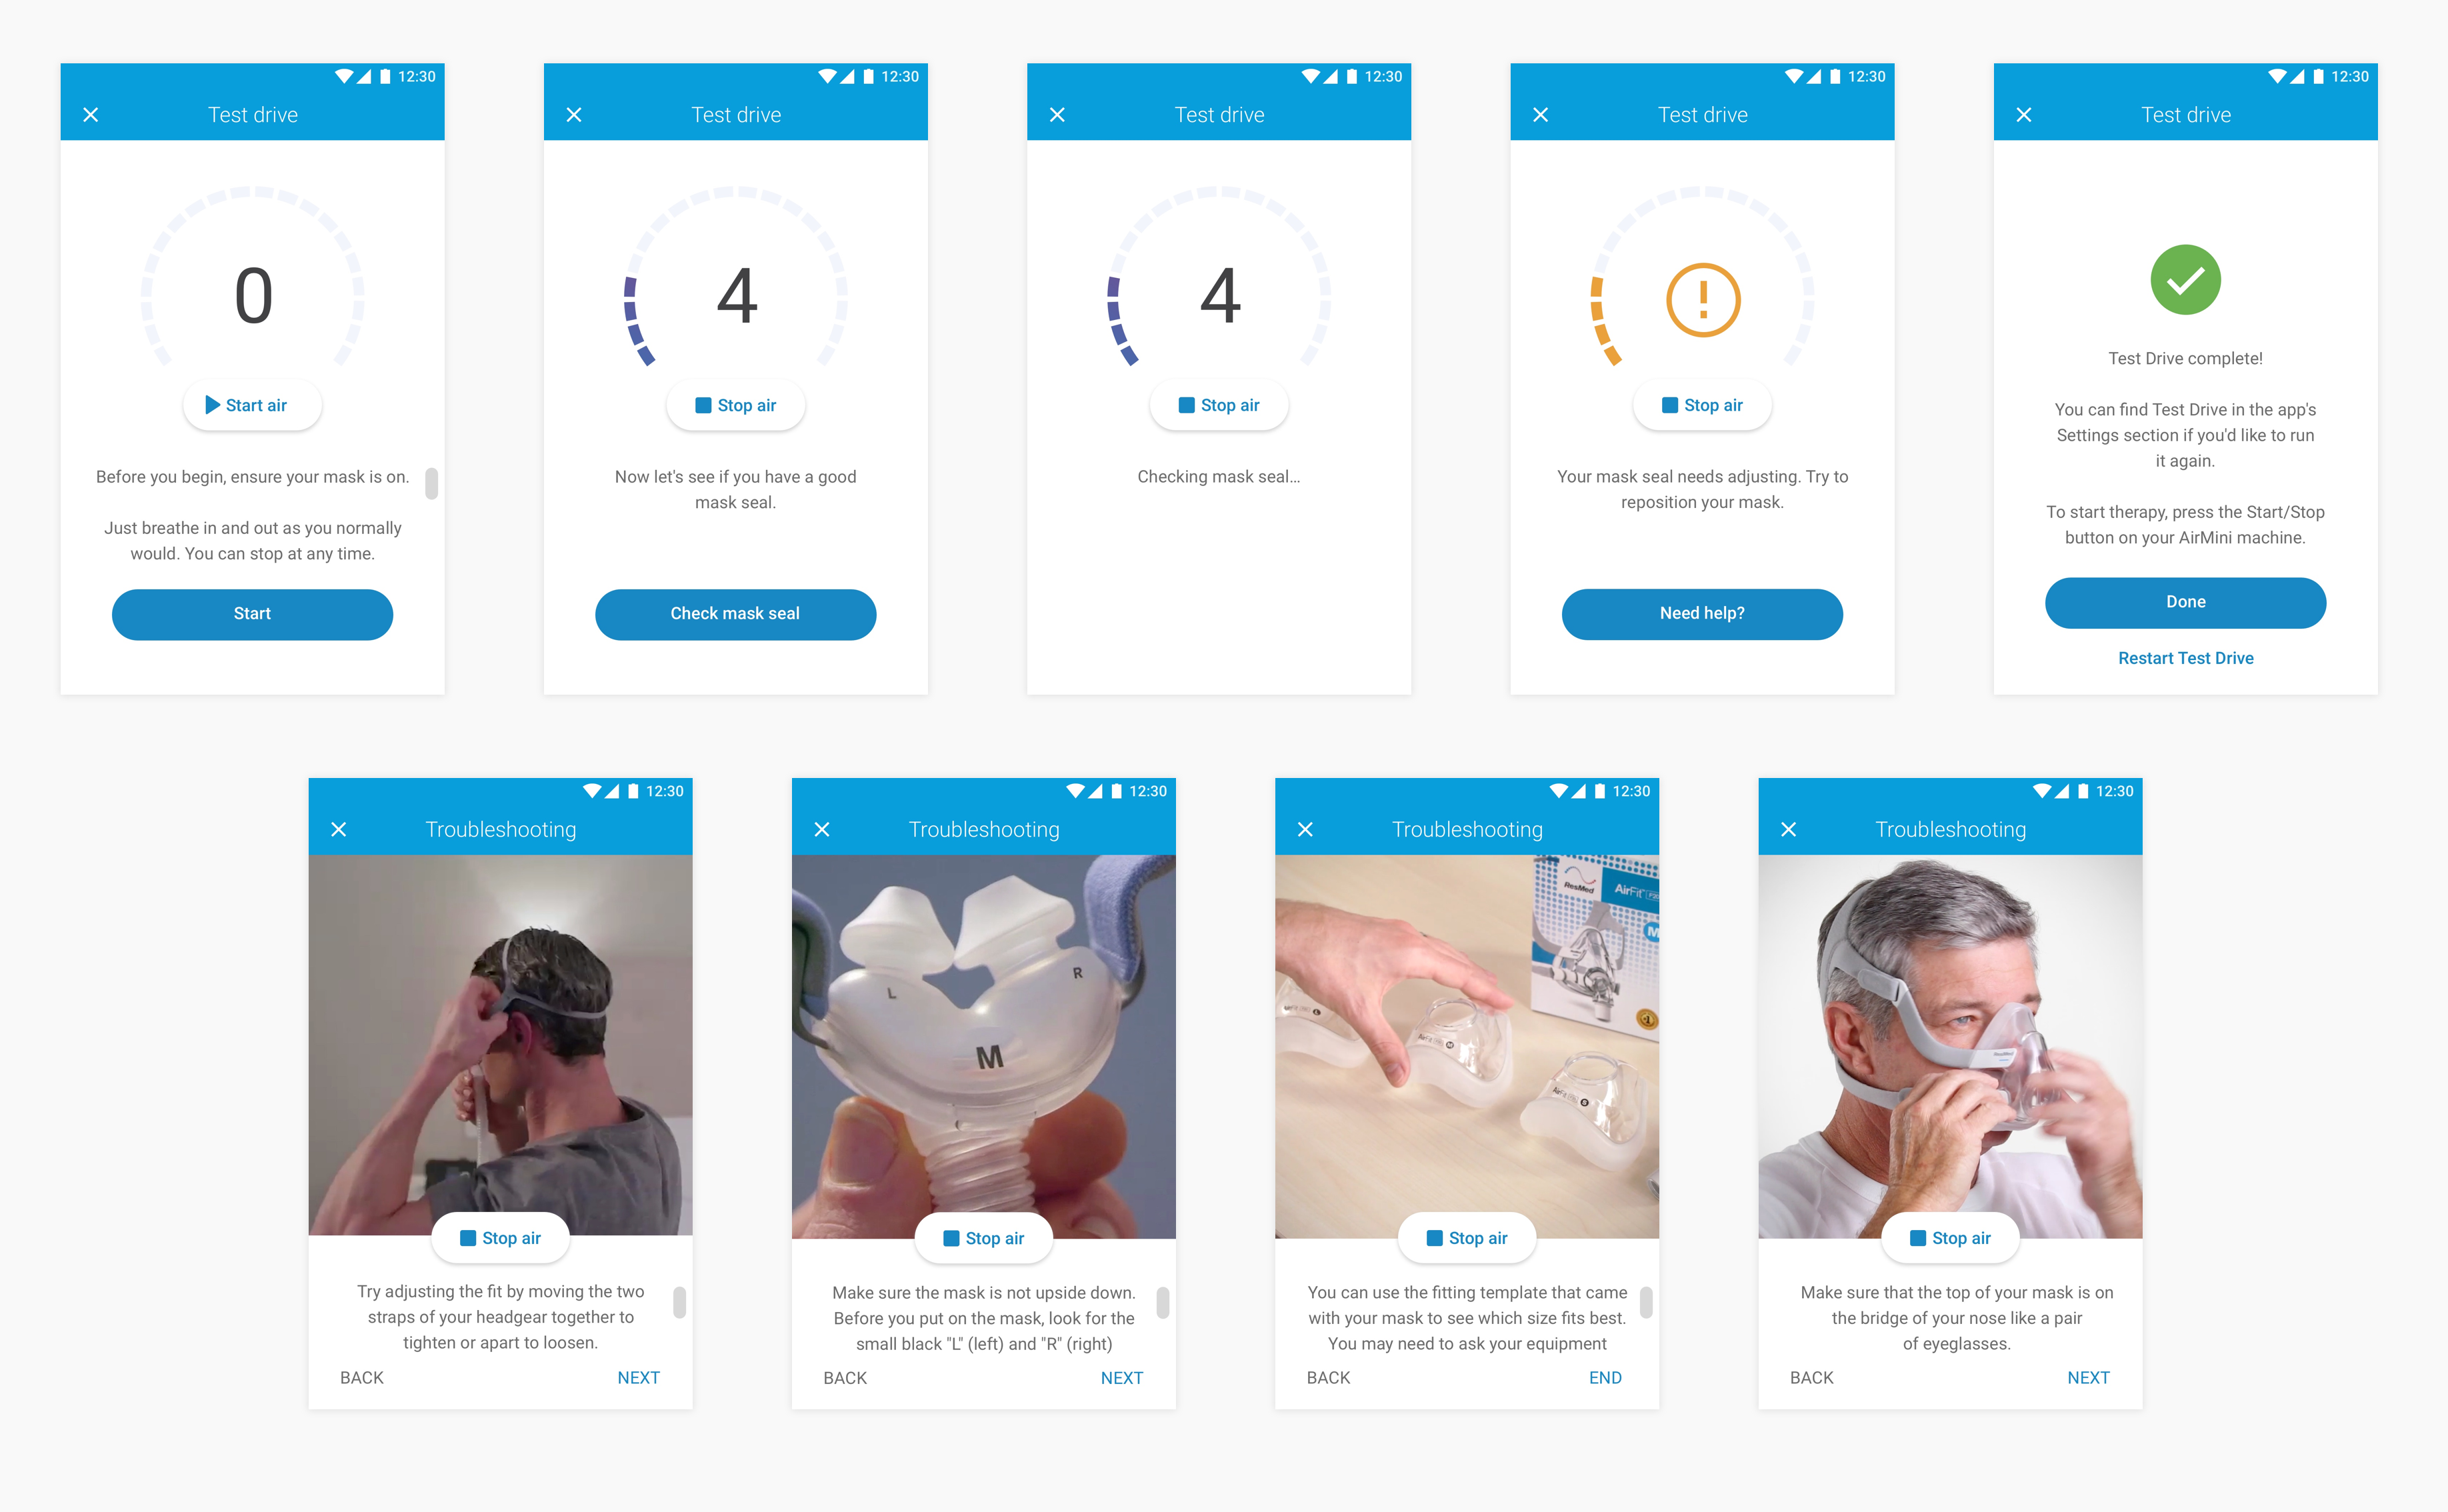 12:30
Test drive
0
Start air
Before you begin, ensure your mask is on.
Just breathe in and out as you normally
would. You can stop at any time.
Start
12:30
Test drive
4
Stop air
Now let's see if you have a good
mask seal.
Check mask seal
12:30
Test drive
4
Stop air
Checking mask seal...
12:30
Test drive
!
Stop air
Your mask seal needs adjusting. Try to
reposition your mask.
Need help?
12:30
Test drive
Test Drive complete!
You can find Test Drive in the app's
Settings section if you'd like to run
it again.
To start therapy, press the Start/Stop
button on your AirMini machine.
Done
Restart Test Drive
12:30
Troubleshooting
Stop air
Try adjusting the fit by moving the two
straps of your headgear together to
tighten or apart to loosen.
BACK
NEXT
12:30
Troubleshooting
L
R
M
Stop air
Make sure the mask is not upside down.
Before you put on the mask, look for the
small black "L" (left) and "R" (right)
BACK
NEXT
12:30
Troubleshooting
ResMed
AirFit
M
AirFit
M
AirFit
S
Stop air
You can use the fitting template that came
with your mask to see which size fits best.
You may need to ask your equipment
BACK
END
12:30
Troubleshooting
ResMed
Stop air
Make sure that the top of your mask is on
the bridge of your nose like a pair
of eyeglasses.
BACK
NEXT